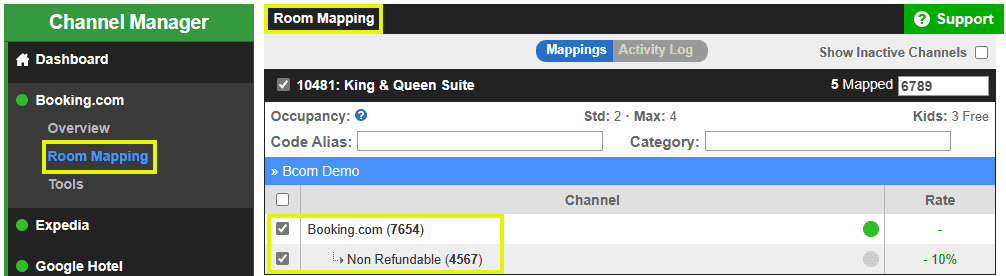 Channel Manager
Dashboard
Booking.com
Overview
Room Mapping
Tools
Expedia
Google Hotel
Room Mapping
Support
Mappings Activity Log
Show Inactive Channels
10481: King & Queen Suite
5 Mapped 6789
Occupancy: Std: 2 · Max: 4 Kids: 3 Free
Code Alias: Category:
» Bcom Demo
Channel Rate
Booking.com (7654) -
Non Refundable (4567) - 10%